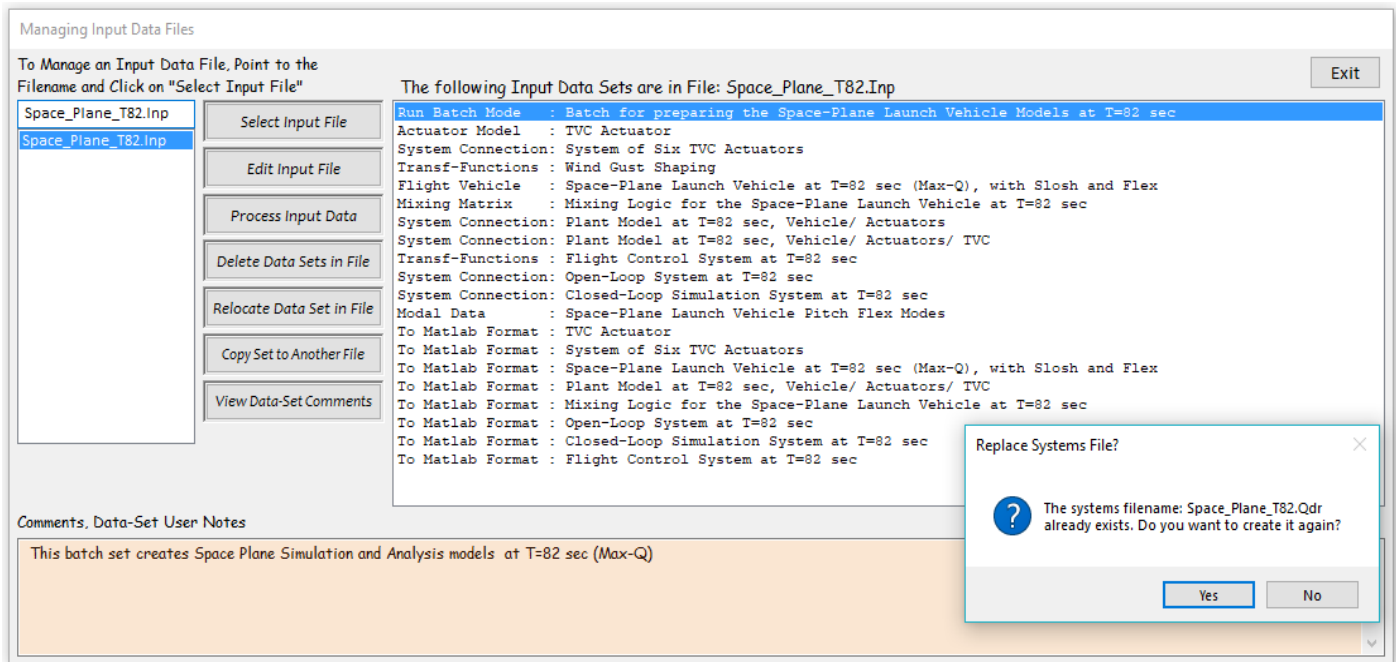 Managing Input Data Files
To Manage an Input Data File, Point to the
Filename and Click on "Select Input File"
The following Input Data Sets are in File: Space_Plane_T82.Inp
Exit
Space_Plane_T82.Inp
Space_Plane_T82.Inp
Select Input File
Edit Input File
Process Input Data
Delete Data Sets in File
Relocate Data Set in File
Copy Set to Another File
View Data-Set Comments
Run Batch Mode : Batch for preparing the Space-Plane Launch Vehicle Models at T=82 sec
Actuator Model : TVC Actuator
System Connection: System of Six TVC Actuators
Transf-Functions : Wind Gust Shaping
Flight Vehicle : Space-Plane Launch Vehicle at T=82 sec (Max-Q), with Slosh and Flex
Mixing Matrix : Mixing Logic for the Space-Plane Launch Vehicle at T=82 sec
System Connection: Plant Model at T=82 sec, Vehicle/ Actuators
System Connection: Plant Model at T=82 sec, Vehicle/ Actuators/ TVC
Transf-Functions : Flight Control System at T=82 sec
System Connection: Open-Loop System at T=82 sec
System Connection: Closed-Loop Simulation System at T=82 sec
Modal Data : Space-Plane Launch Vehicle Pitch Flex Modes
To Matlab Format : TVC Actuator
To Matlab Format : System of Six TVC Actuators
To Matlab Format : Space-Plane Launch Vehicle at T=82 sec (Max-Q), with Slosh and Flex
To Matlab Format : Plant Model at T=82 sec, Vehicle/ Actuators/ TVC
To Matlab Format : Mixing Logic for the Space-Plane Launch Vehicle at T=82 sec
To Matlab Format : Open-Loop System at T=82 sec
To Matlab Format : Closed-Loop Simulation System at T=82 sec
To Matlab Format : Flight Control System at T=82 sec
Replace Systems File?
The systems filename: Space_Plane_T82.Qdr
already exists. Do you want to create it again?
Yes
No
Comments, Data-Set User Notes
This batch set creates Space Plane Simulation and Analysis models at T=82 sec (Max-Q)